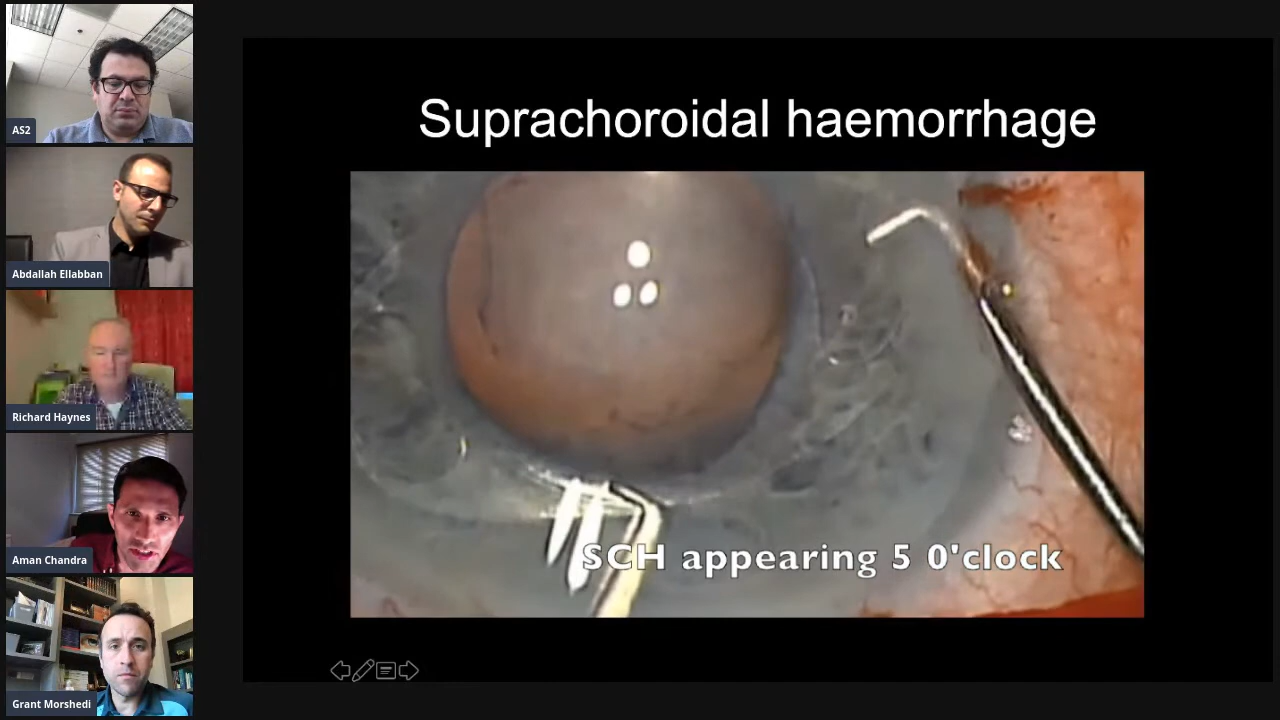 AS2
Abdallah Ellabban
Richard Haynes
Aman Chandra
Grant Morshedi
Suprachoroidal haemorrhage
SCH appearing 5 0'clock